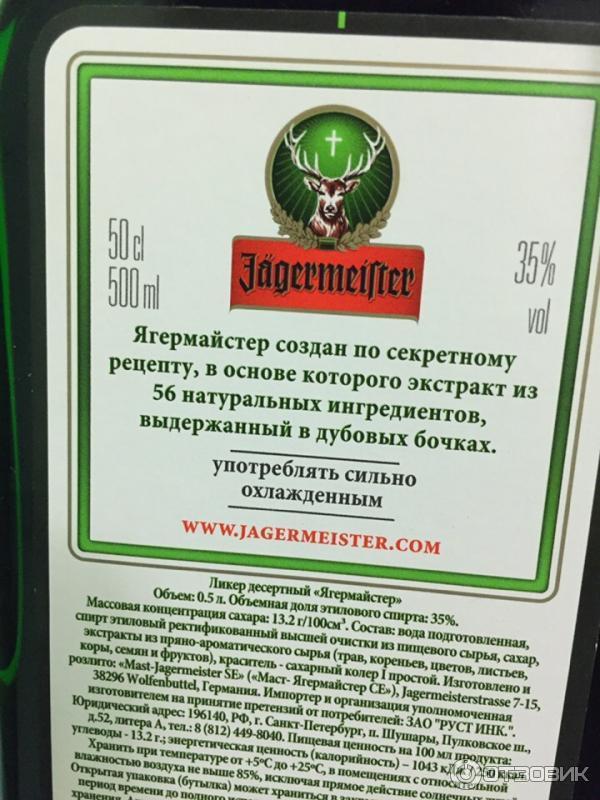 Jägermeister
50 cl
500 ml
35%
vol
Ягермайстер создан по секретному
рецепту, в основе которого экстракт из
56 натуральных ингредиентов,
выдержанный в дубовых бочках.
употреблять сильно
охлажденным
WWW.JAGERMEISTER.COM
Ликер десертный «Ягермайстер»
Объем: 0.5 л. Объемная доля этилового спирта: 35%.
Массовая концентрация сахара: 13.2 г/100см³. Состав: вода подготовленная,
спирт этиловый ректификованный высшей очистки из пищевого сырья, сахар,
экстракты из пряно-ароматического сырья (трав, кореньев, цветов, листьев,
коры, семян и фруктов), краситель - сахарный колер I простой. Изготовлено и
розлито: «Mast-Jagermeister SE» («Маст- Ягермайстер СЕ»), Jagermeisterstrasse 7-15,
38296 Wolfenbuttel, Германия. Импортер и организация уполномоченная
изготовителем на принятие претензий от потребителей: ЗАО "РУСТ ИНК.".
Юридический адрес: 196140, РФ, г. Санкт-Петербург, п. Шушары, Пулковское ш.,
д.52, литера А, тел.: 8 (812) 449-8040. Пищевая ценность на 100 мл продукта:
углеводы - 13.2 г.; энергетическая ценность (калорийность) – 1043 кДж
Хранить при температуре от +5°С до +25°С, в помещениях с относительной
влажностью воздуха не выше 85%, исключая прямое действие солнечных
Открытая упаковка (бутылка) может храниться в
период времени до полного
хранения.
ОТЗОВИК